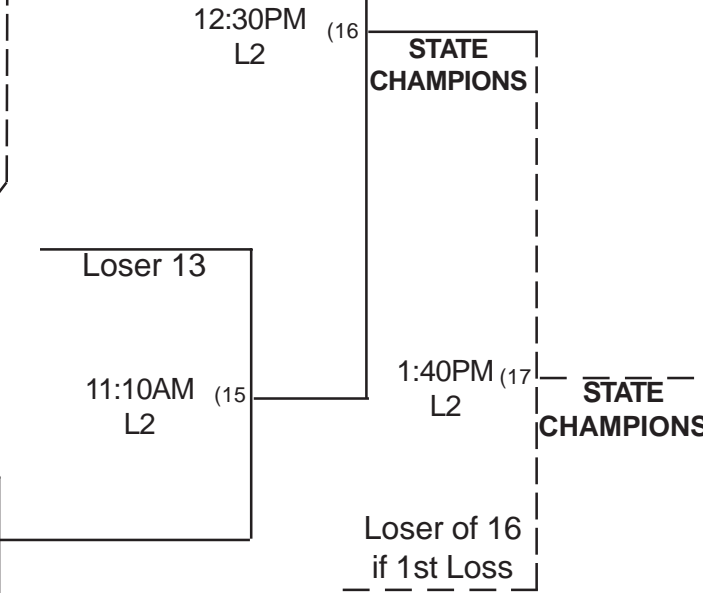 12:30PM (16
L2
STATE
CHAMPIONS
Loser 13
11:10AM (15
L2
1:40PM (17
L2
STATE
CHAMPIONS
Loser of 16
if 1st Loss